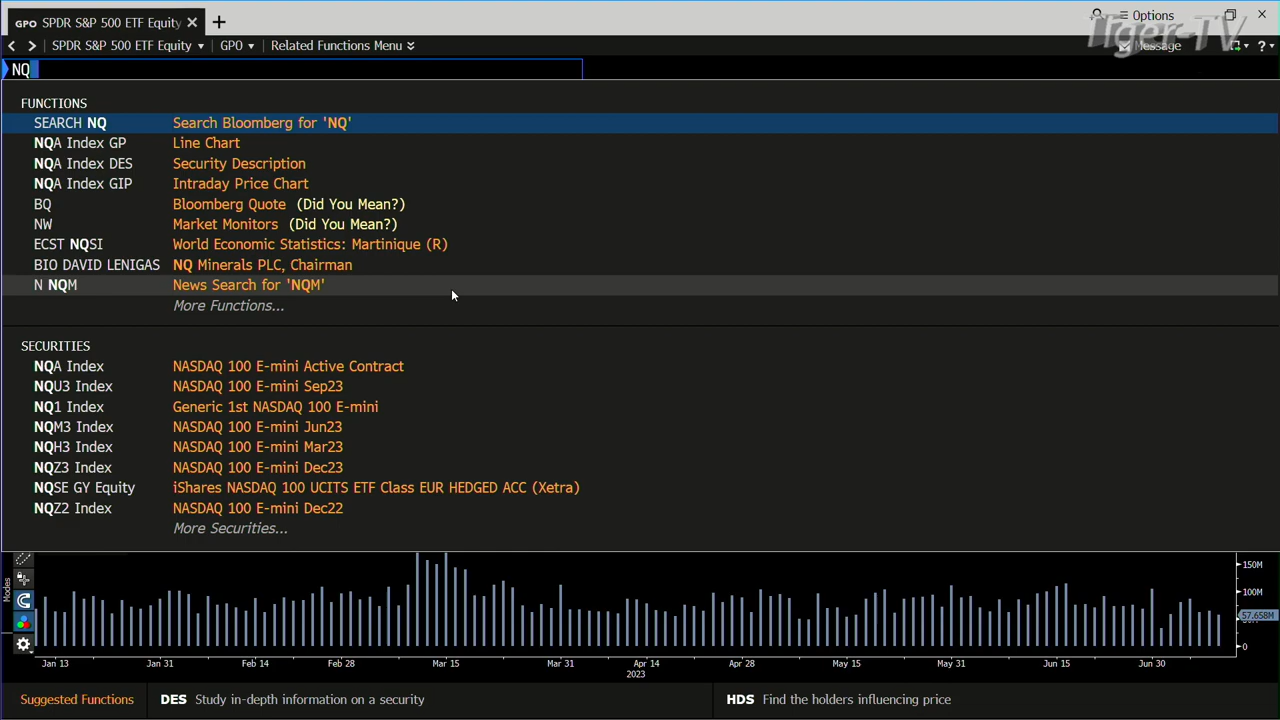 GPO SPDR S&P 500 ETF Equity
Options
SPDR S&P 500 ETF Equity GPO Related Functions Menu Message ?
Tiger-TV
NQ
FUNCTIONS
SEARCH NQ Search Bloomberg for 'NQ'
NQA Index GP Line Chart
NQA Index DES Security Description
NQA Index GIP Intraday Price Chart
BQ Bloomberg Quote (Did You Mean?)
NW Market Monitors (Did You Mean?)
ECST NQSI World Economic Statistics: Martinique (R)
BIO DAVID LENIGAS NQ Minerals PLC, Chairman
N NQM News Search for 'NQM'
More Functions...
SECURITIES
NQA Index NASDAQ 100 E-mini Active Contract
NQU3 Index NASDAQ 100 E-mini Sep23
NQ1 Index Generic 1st NASDAQ 100 E-mini
NQM3 Index NASDAQ 100 E-mini Jun23
NQH3 Index NASDAQ 100 E-mini Mar23
NQZ3 Index NASDAQ 100 E-mini Dec23
NQSE GY Equity iShares NASDAQ 100 UCITS ETF Class EUR HEDGED ACC (Xetra)
NQZ2 Index NASDAQ 100 E-mini Dec22
More Securities...
Modes
150M
100M
57.658M
0
Jan 13 Jan 31 Feb 14 Feb 28 Mar 15 Mar 31 Apr 14 Apr 28 May 15 May 31 Jun 15 Jun 30
2023
Suggested Functions DES Study in-depth information on a security HDS Find the holders influencing price